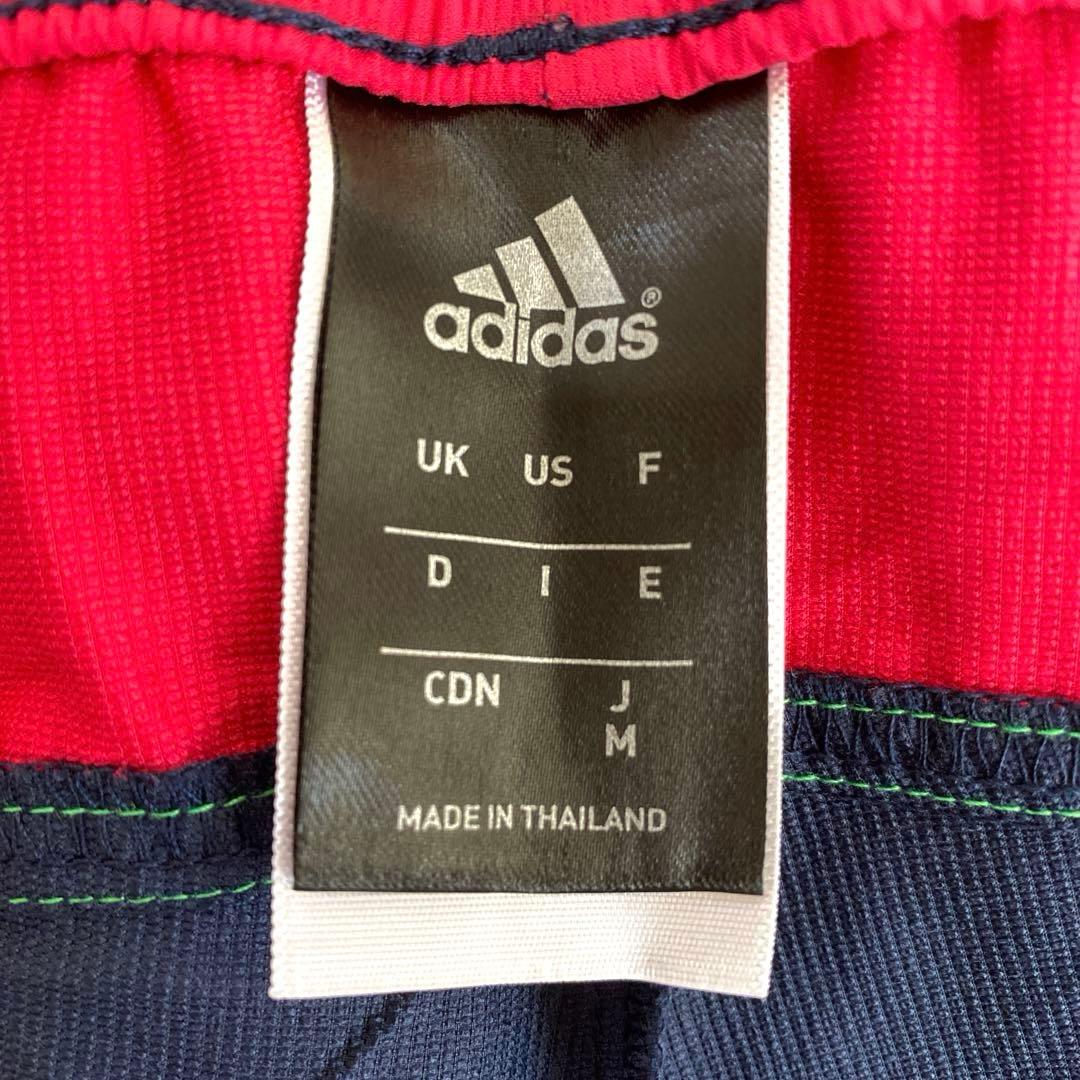 adidas®
UK US F
D I E
CDN J
M
MADE IN THAILAND